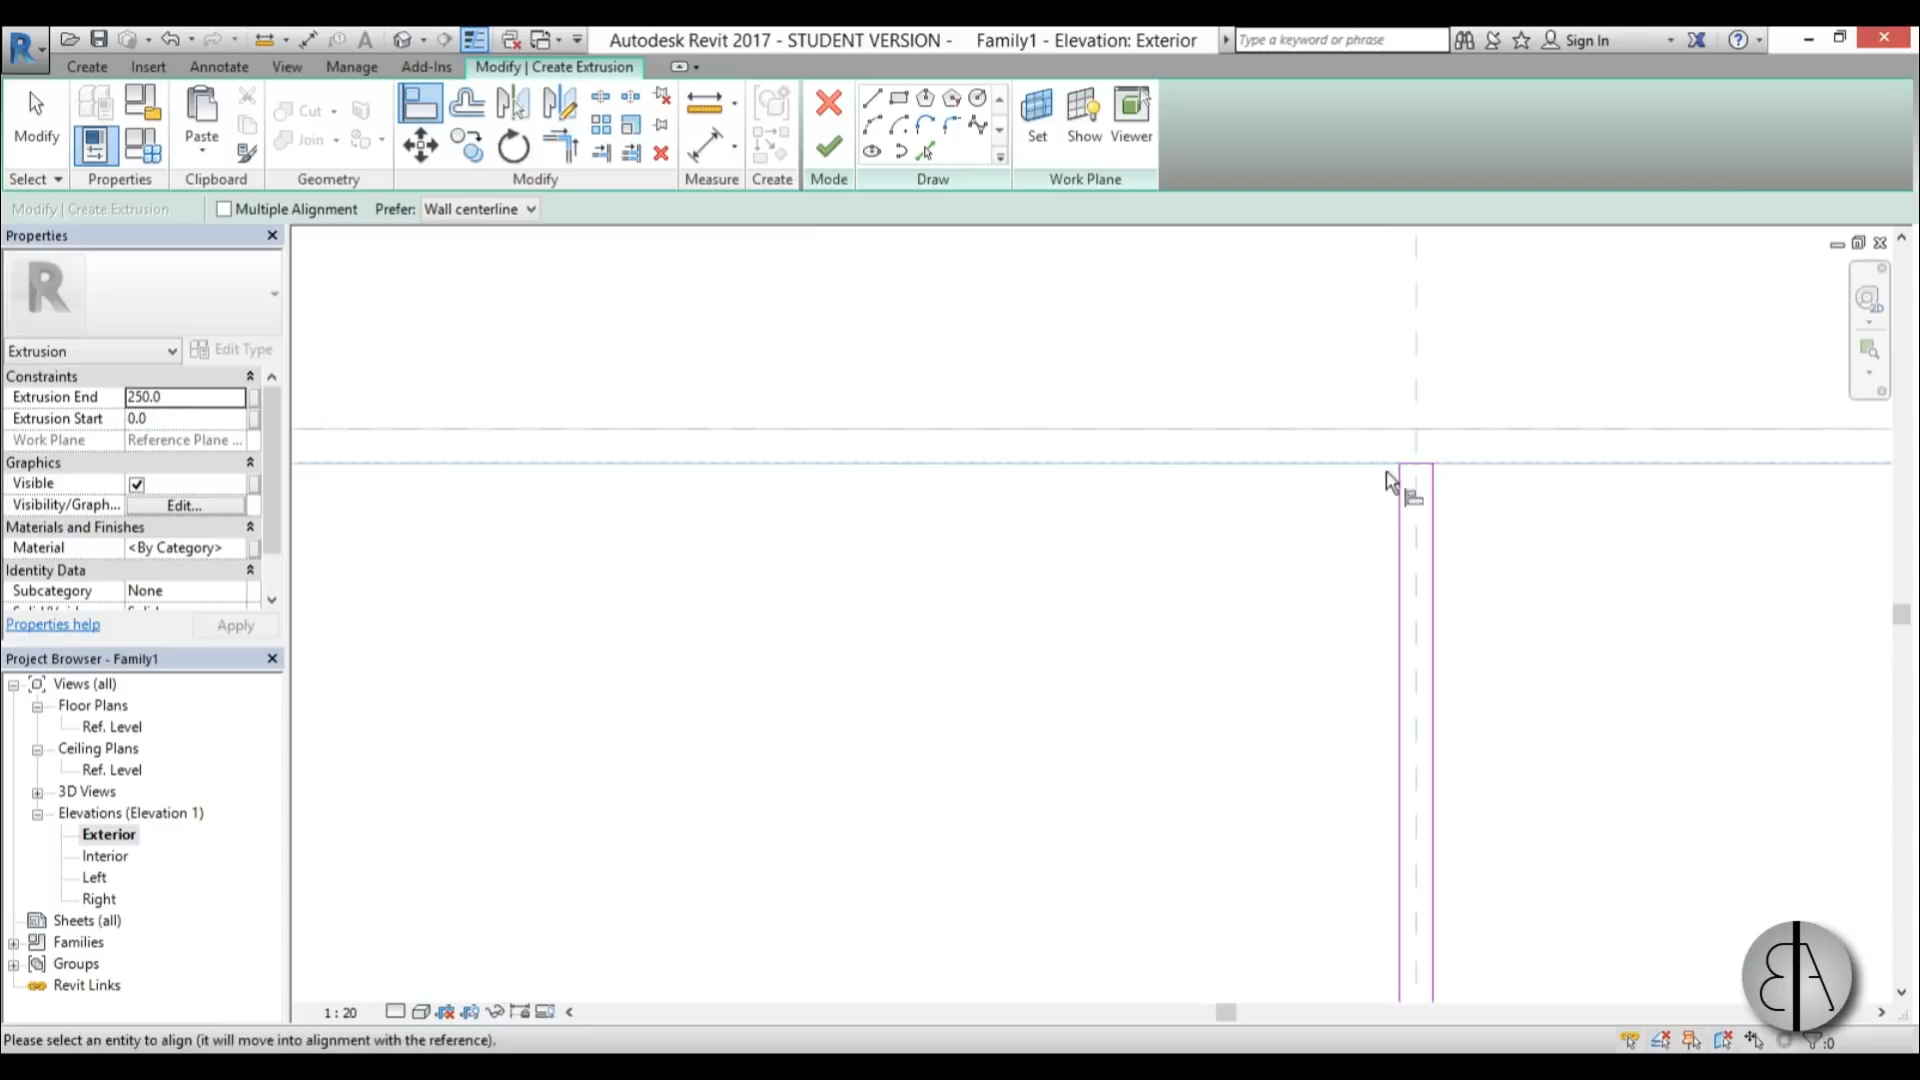 Autodesk Revit 2017 - STUDENT VERSION - Family1 - Elevation: Exterior
Type a keyword or phrase
Sign In
Create Insert Annotate View Manage Add-Ins Modify | Create Extrusion
Modify
Paste
Cut
Join
Set Show Viewer
Select Properties Clipboard Geometry Modify Measure Create Mode Draw Work Plane
Modify | Create Extrusion
Multiple Alignment Prefer: Wall centerline
Properties
R
Extrusion
Edit Type
Constraints
Extrusion End 250.0
Extrusion Start 0.0
Work Plane Reference Plane ...
Graphics
Visible
Visibility/Graph... Edit...
Materials and Finishes
Material <By Category>
Identity Data
Subcategory None
Properties help
Apply
Project Browser - Family1
Views (all)
Floor Plans
Ref. Level
Ceiling Plans
Ref. Level
3D Views
Elevations (Elevation 1)
Exterior
Interior
Left
Right
Sheets (all)
Families
Groups
Revit Links
2D
1 : 20
Please select an entity to align (it will move into alignment with the reference).
:0